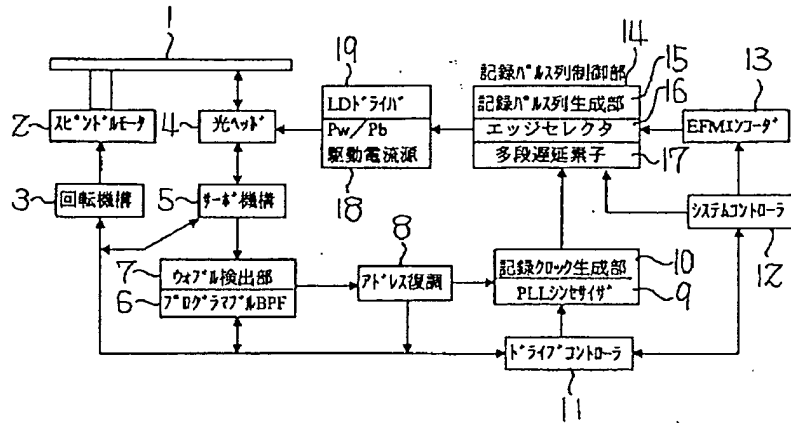 1
19
LDドライバ
Pw/Pb
駆動電流源
18
14
記録パルス列制御部
15
記録パルス列生成部
16
エッジセレクタ
多段遅延素子
17
13
EFMエンコーダ
2
スピンドルモータ
4
光ヘッド
3
回転機構
5
サーボ機構
システムコントローラ
12
7
ウォブル検出部
6
プログラマブルBPF
8
アドレス復調
10
記録クロック生成部
PLLシンセサイザ
9
ドライブコントローラ
11